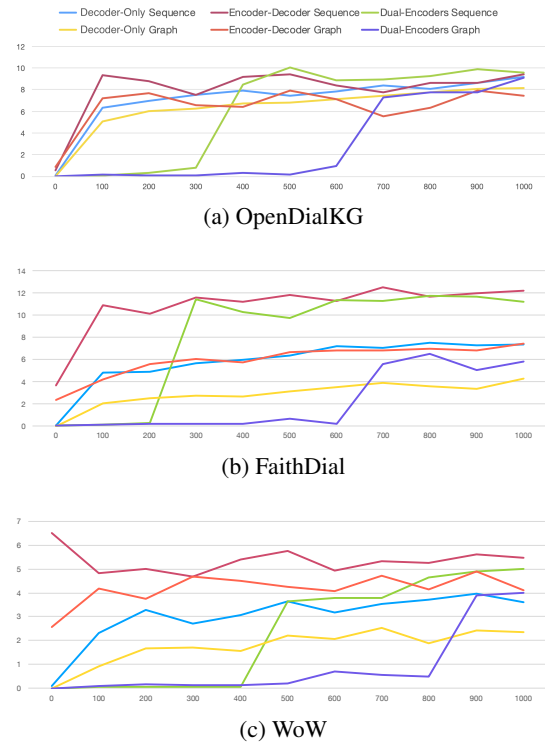 Decoder-Only Sequence Encoder-Decoder Sequence Dual-Encoders Sequence
Decoder-Only Graph Encoder-Decoder Graph Dual-Encoders Graph
12
10
8
6
4
2
0
0 100 200 300 400 500 600 700 800 900 1000
(a) OpenDialKG
14
12
10
8
6
4
2
0
0 100 200 300 400 500 600 700 800 900 1000
(b) FaithDial
7
6
5
4
3
2
1
0
0 100 200 300 400 500 600 700 800 900 1000
(c) WoW